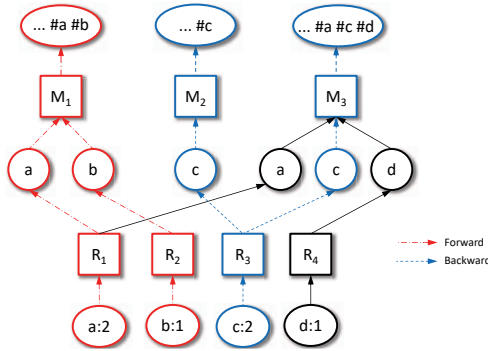 ... #a #b
... #c
... #a #c #d
M1
M2
M3
a
b
c
a
c
d
R1
R2
R3
R4
Forward
Backward
a:2
b:1
c:2
d:1